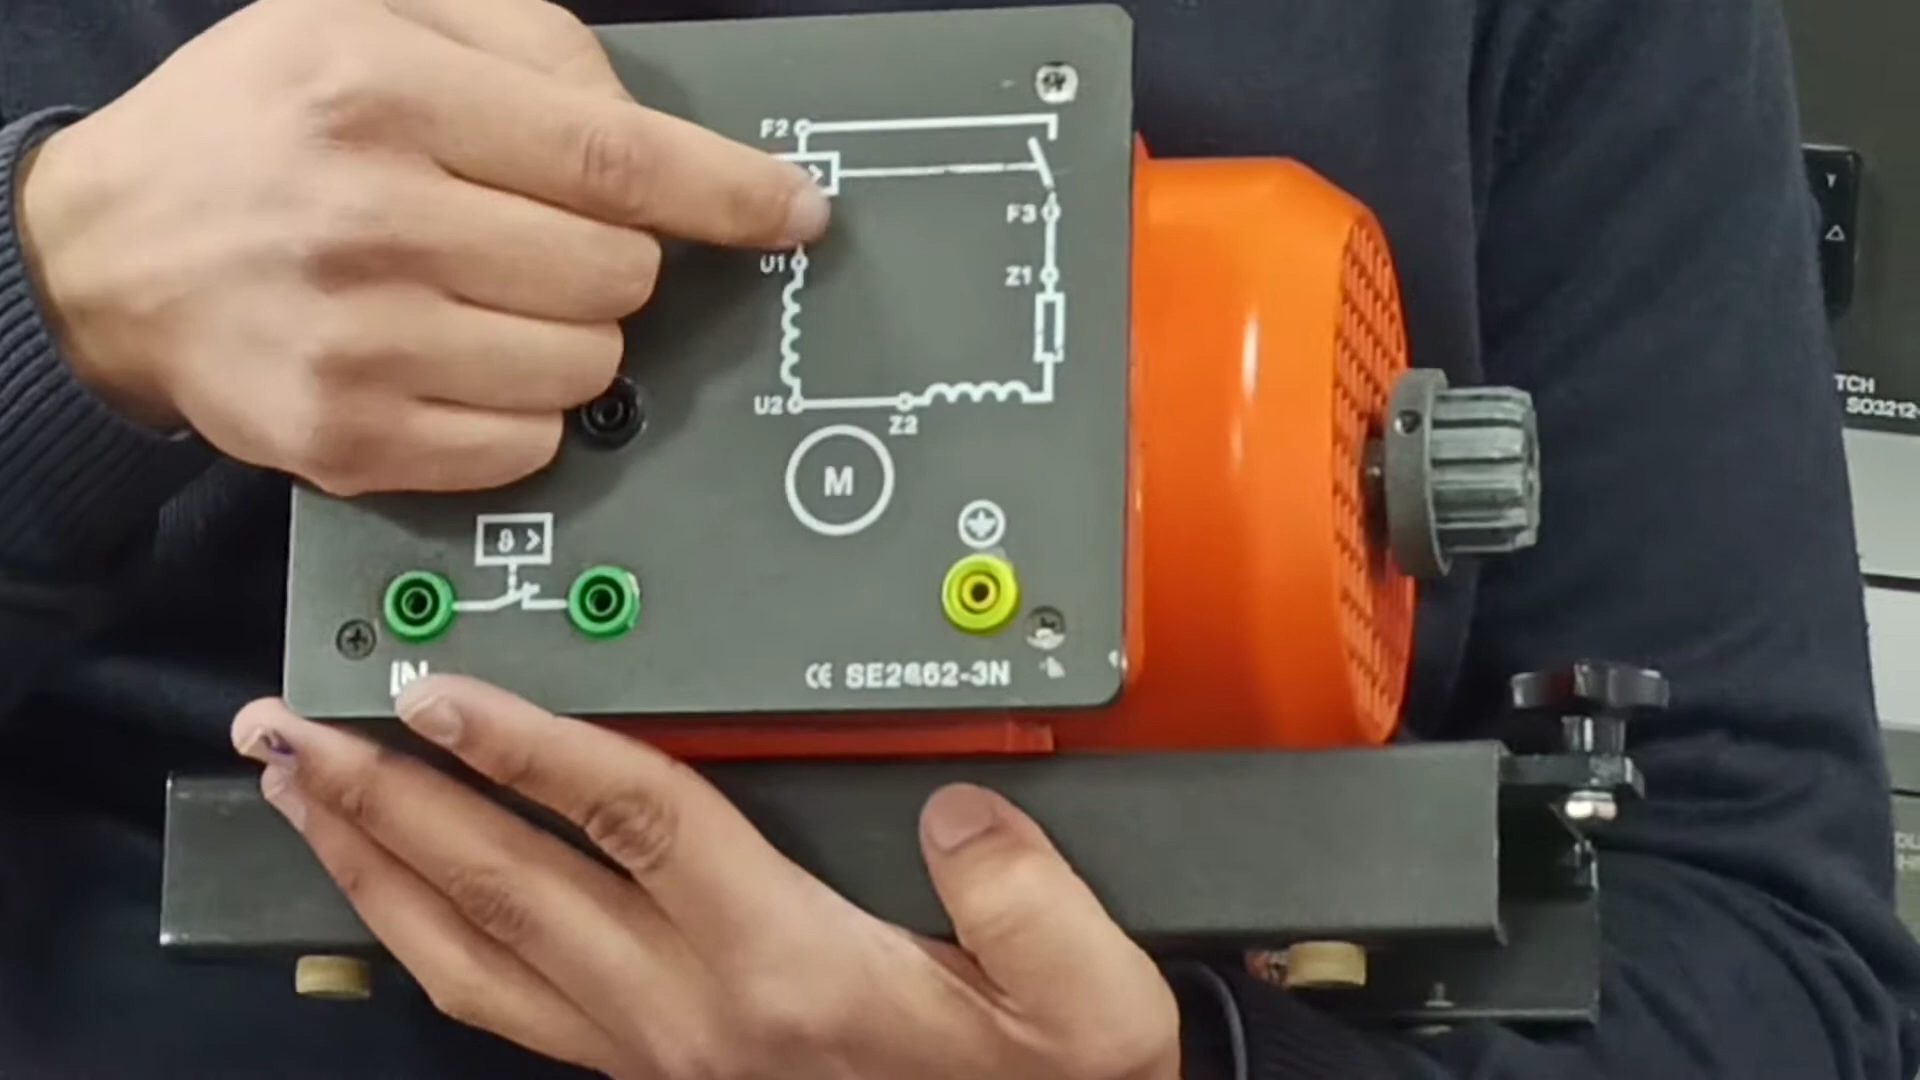 F2
>
F3
U1
Z1
U2
Z2
M
ϑ >
IN
CE SE2662-3N
TCH
SO3212-